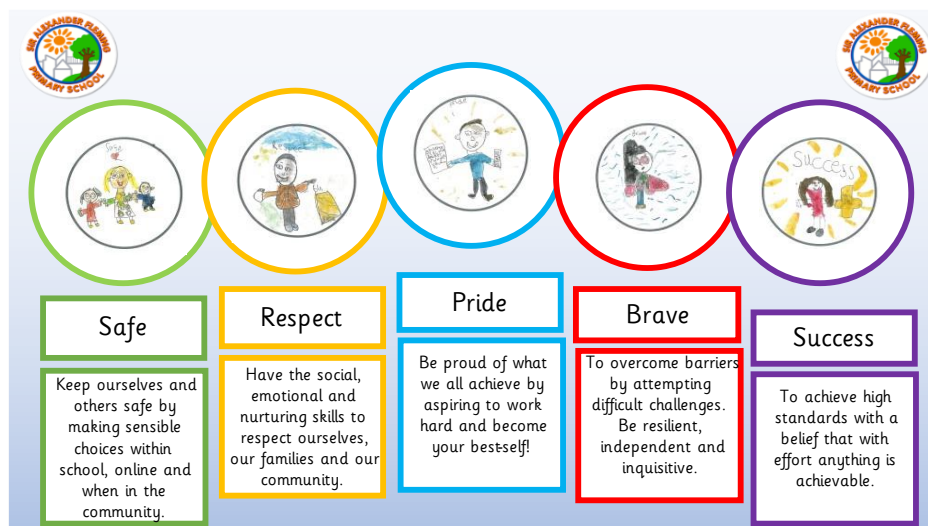 SIR ALEXANDER FLEMING
PRIMARY SCHOOL
SIR ALEXANDER FLEMING
PRIMARY SCHOOL
Safe
pride
brave
SUCCESS
Safe
Keep ourselves and
others safe by
making sensible
choices within
school, online and
when in the
community.
Respect
Have the social,
emotional and
nurturing skills to
respect ourselves,
our families and our
community.
Pride
Be proud of what
we all achieve by
aspiring to work
hard and become
your best-self!
Brave
To overcome barriers
by attempting
difficult challenges.
Be resilient,
independent and
inquisitive.
Success
To achieve high
standards with a
belief that with
effort anything is
achievable.